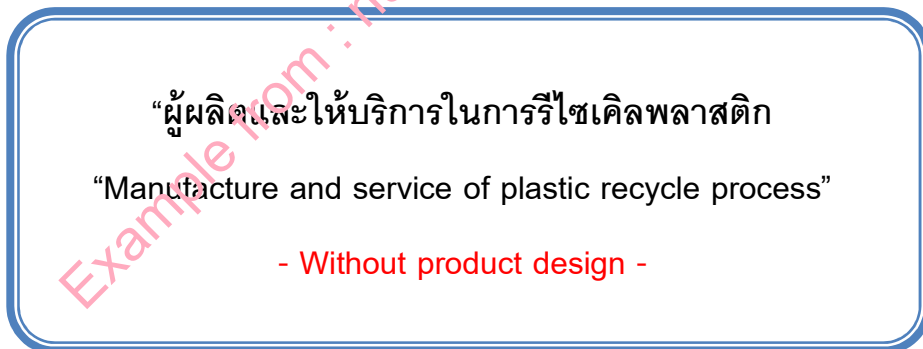 “ผู้ผลิตและให้บริการในการรีไซเคิลพลาสติก
“Manufacture and service of plastic recycle process”
- Without product design -
Example from :